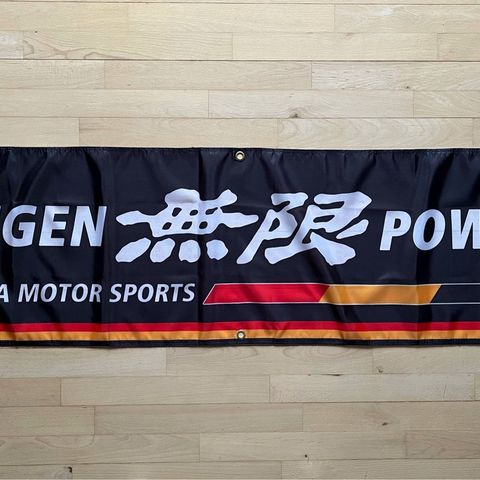 GEN 無限 POW
A MOTOR SPORTS